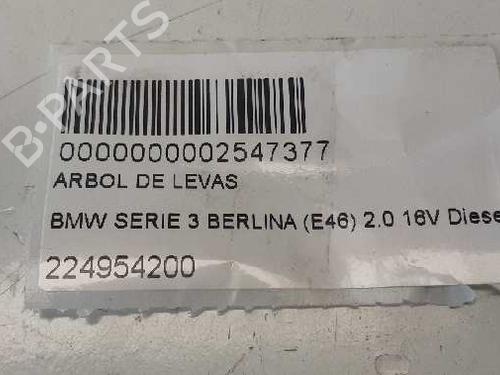 B-PARTS
0000000002547377
ARBOL DE LEVAS
BMW SERIE 3 BERLINA (E46) 2.0 16V Diese
224954200